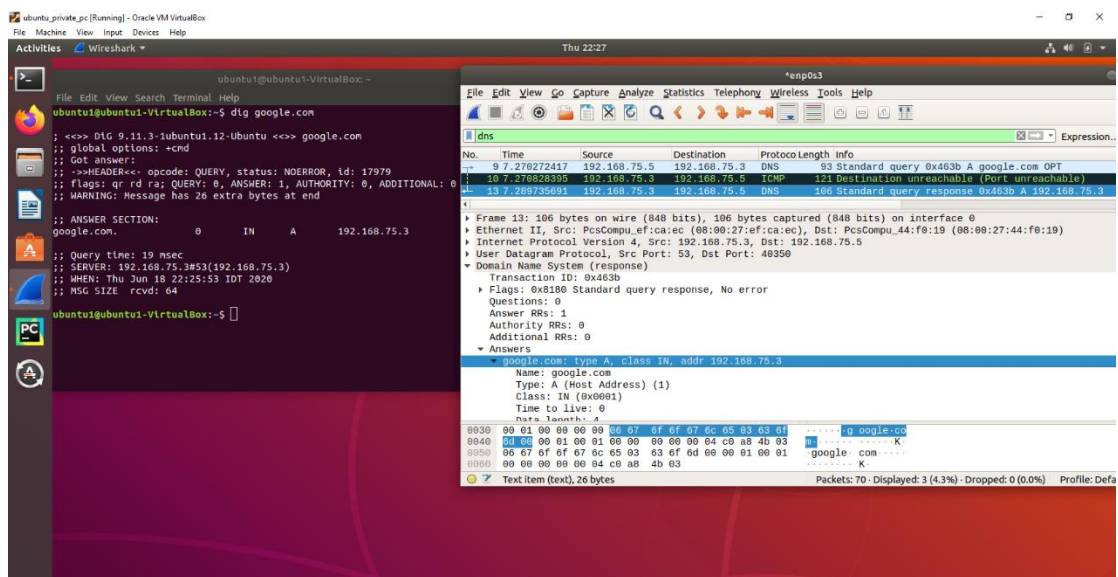 ubuntu_private_pc [Running] - Oracle VM VirtualBox
File Machine View Input Devices Help
Activities Wireshark Thu 22:27
ubuntu1@ubuntu1-VirtualBox: ~
File Edit View Search Terminal Help
ubuntu1@ubuntu1-VirtualBox:~$ dig google.com
; <<>> DiG 9.11.3-1ubuntu1.12-Ubuntu <<>> google.com
;; global options: +cmd
;; Got answer:
;; ->>HEADER<<- opcode: QUERY, status: NOERROR, id: 17979
;; flags: qr rd ra; QUERY: 0, ANSWER: 1, AUTHORITY: 0, ADDITIONAL: 0
;; WARNING: Message has 26 extra bytes at end
;; ANSWER SECTION:
google.com. 0 IN A 192.168.75.3
;; Query time: 19 msec
;; SERVER: 192.168.75.3#53(192.168.75.3)
;; WHEN: Thu Jun 18 22:25:53 IDT 2020
;; MSG SIZE rcvd: 64
ubuntu1@ubuntu1-VirtualBox:~$
*enp0s3
File Edit View Go Capture Analyze Statistics Telephony Wireless Tools Help
dns Expression...
No. Time Source Destination Protoco Length Info
9 7.270272417 192.168.75.5 192.168.75.3 DNS 93 Standard query 0x463b A google.com OPT
10 7.270828395 192.168.75.3 192.168.75.5 ICMP 121 Destination unreachable (Port unreachable)
13 7.289735691 192.168.75.3 192.168.75.5 DNS 106 Standard query response 0x463b A 192.168.75.3
Frame 13: 106 bytes on wire (848 bits), 106 bytes captured (848 bits) on interface 0
Ethernet II, Src: PcsCompu_ef:ca:ec (08:00:27:ef:ca:ec), Dst: PcsCompu_44:f0:19 (08:00:27:44:f0:19)
Internet Protocol Version 4, Src: 192.168.75.3, Dst: 192.168.75.5
User Datagram Protocol, Src Port: 53, Dst Port: 40350
Domain Name System (response)
Transaction ID: 0x463b
Flags: 0x8180 Standard query response, No error
Questions: 0
Answer RRs: 1
Authority RRs: 0
Additional RRs: 0
Answers
google.com: type A, class IN, addr 192.168.75.3
Name: google.com
Type: A (Host Address) (1)
Class: IN (0x0001)
Time to live: 0
Data length: 4
0030 00 01 00 00 00 00 06 67 6f 6f 67 6c 65 03 63 6f ·······g oogle·co
0040 6d 00 00 01 00 01 00 00 00 00 00 04 c0 a8 4b 03 m······· ······K·
0050 06 67 6f 6f 67 6c 65 03 63 6f 6d 00 00 01 00 01 ·google· com·····
0060 00 00 00 00 00 04 c0 a8 4b 03 ········ K·
Text item (text), 26 bytes Packets: 70 · Displayed: 3 (4.3%) · Dropped: 0 (0.0%) Profile: Defa
PC